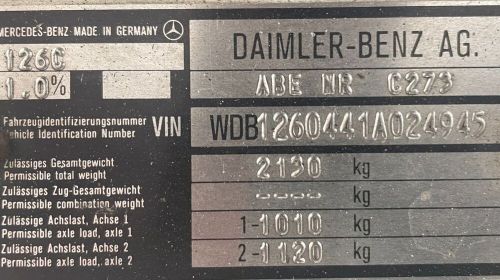 MERCEDES-BENZ MADE IN GERMANY
DAIMLER-BENZ AG.
126C
1.0%
ABE NR C273
Fahrzeugidentifizierungsnummer
Vehicle Identification Number VIN WDB1260441A024945
Zulässiges Gesamtgewicht
Permissible total weight 2130 kg
Zulässiges Zug-Gesamtgewicht
Permissible combination weight ---- kg
Zulässige Achslast, Achse 1
Permissible axle load, axle 1 1-1010 kg
Zulässige Achslast, Achse 2
Permissible axle load, axle 2 2-1120 kg